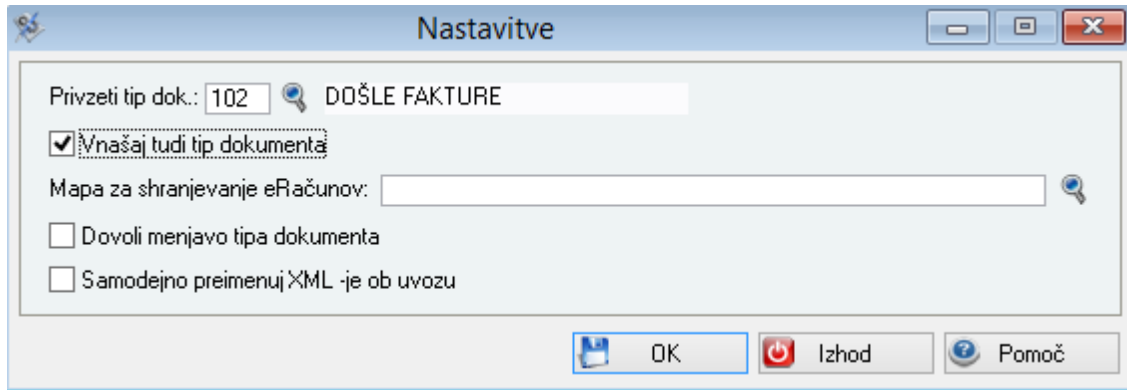 Nastavitve
Privzeti tip dok.: 102 DOŠLE FAKTURE
Vnašaj tudi tip dokumenta
Mapa za shranjevanje eRačunov:
Dovoli menjavo tipa dokumenta
Samodejno preimenuj XML -je ob uvozu
OK Izhod Pomoč